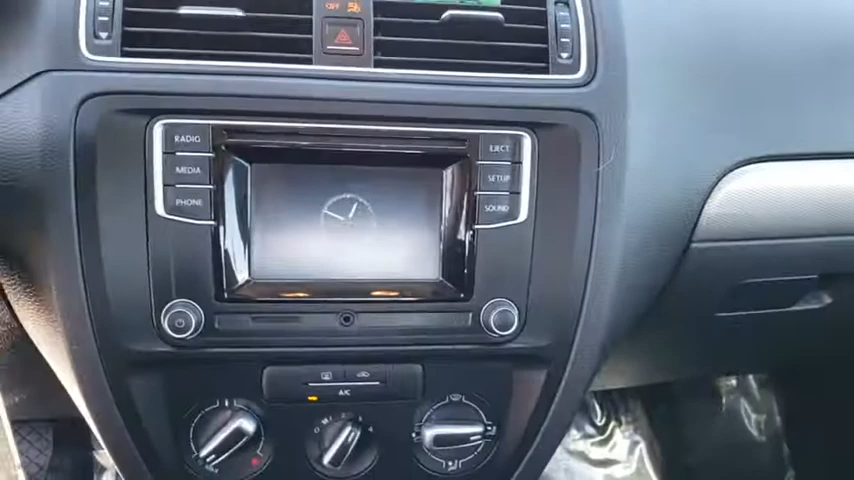 OFF
RADIO
MEDIA
PHONE
EJECT
SETUP
SOUND
A/C